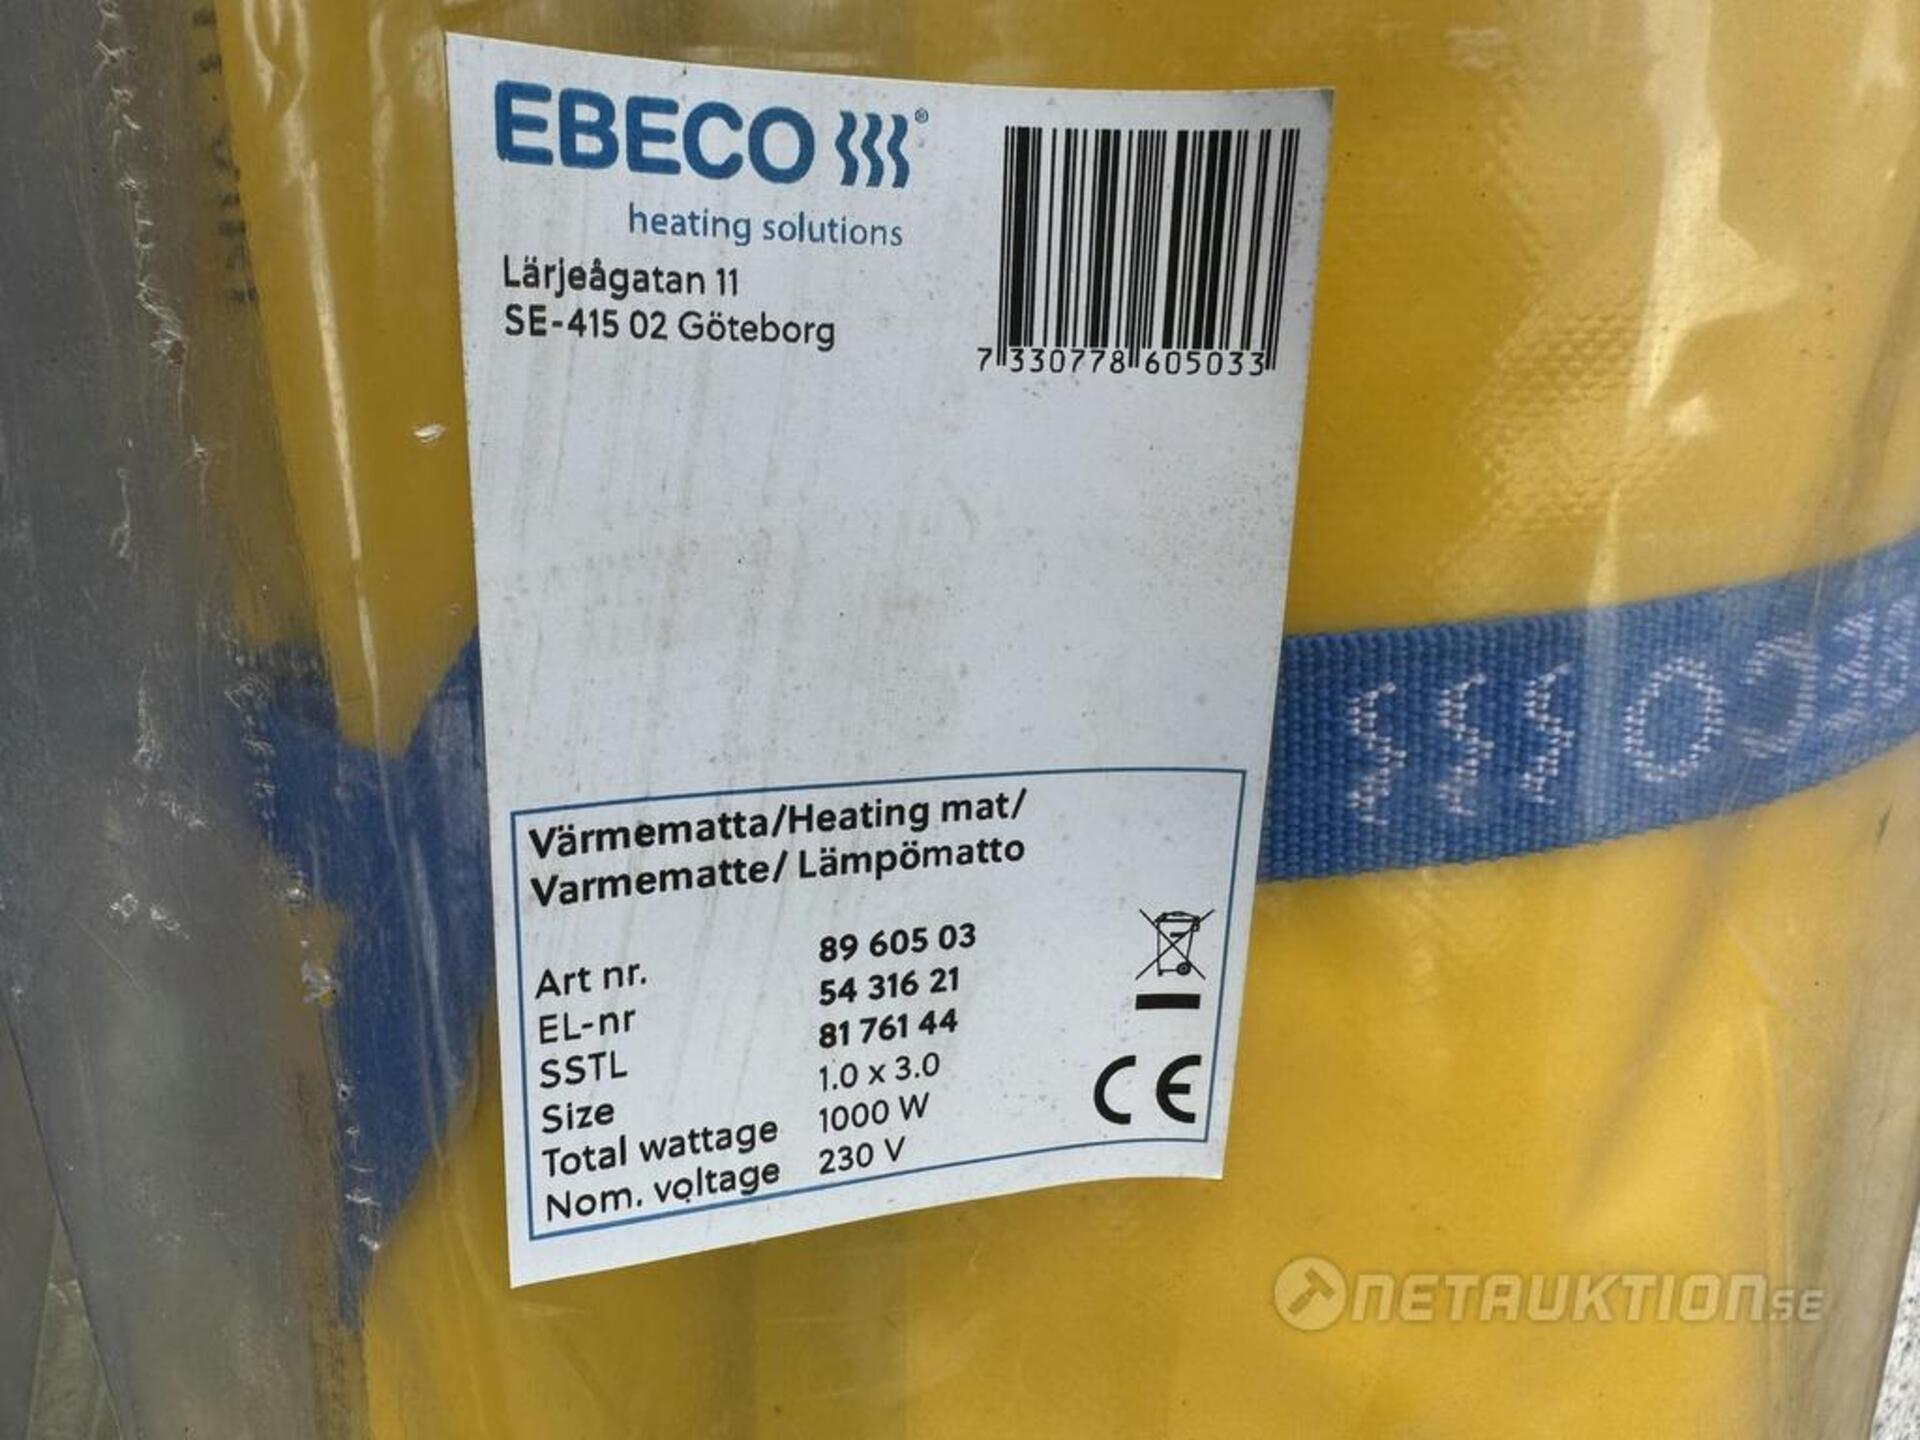 EBECO ®
heating solutions
Lärjeågatan 11
SE-415 02 Göteborg
7 330778 605033
Värmematta/Heating mat/
Varmematte/ Lämpömatto
Art nr. 89 605 03
EL-nr 54 316 21
SSTL 81 761 44
Size 1.0 x 3.0
Total wattage 1000 W
Nom. voltage 230 V
CE
NETAUKTION.SE